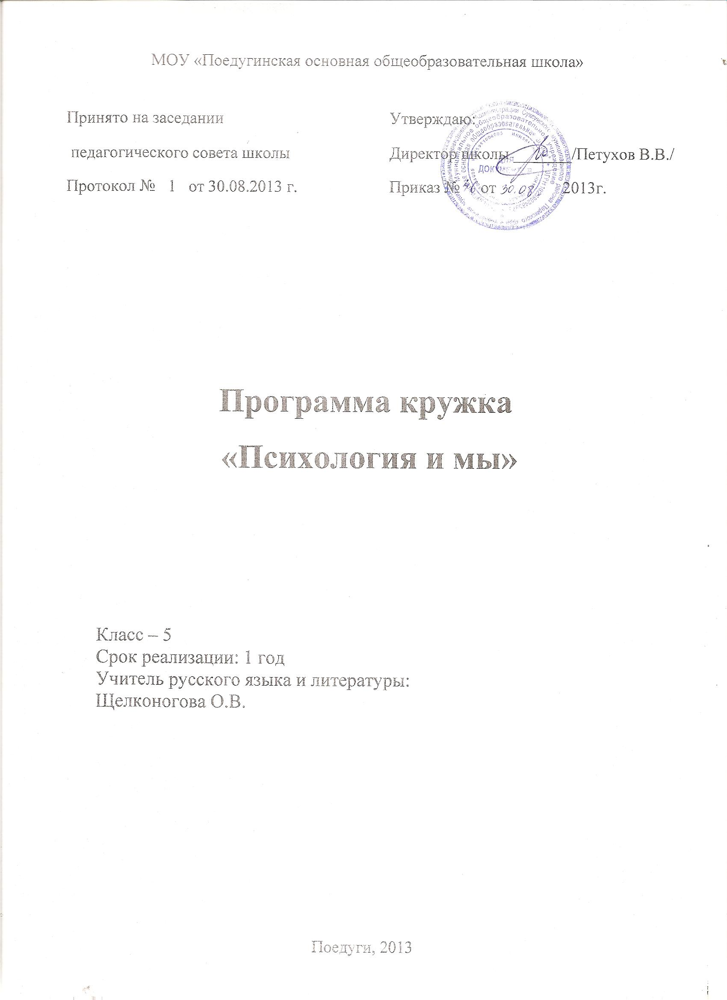 МОУ «Поедугинская основная общеобразовательная школа»
Принято на заседании
педагогического совета школы
Протокол № 1 от 30.08.2013 г.
Утверждаю:
Директор школы /Петухов В.В./
Приказ № от 30.08 2013г.
ДЛЯ
Программа кружка
«Психология и мы»
Класс – 5
Срок реализации: 1 год
Учитель русского языка и литературы:
Щелконогова О.В.
Поедуги, 2013